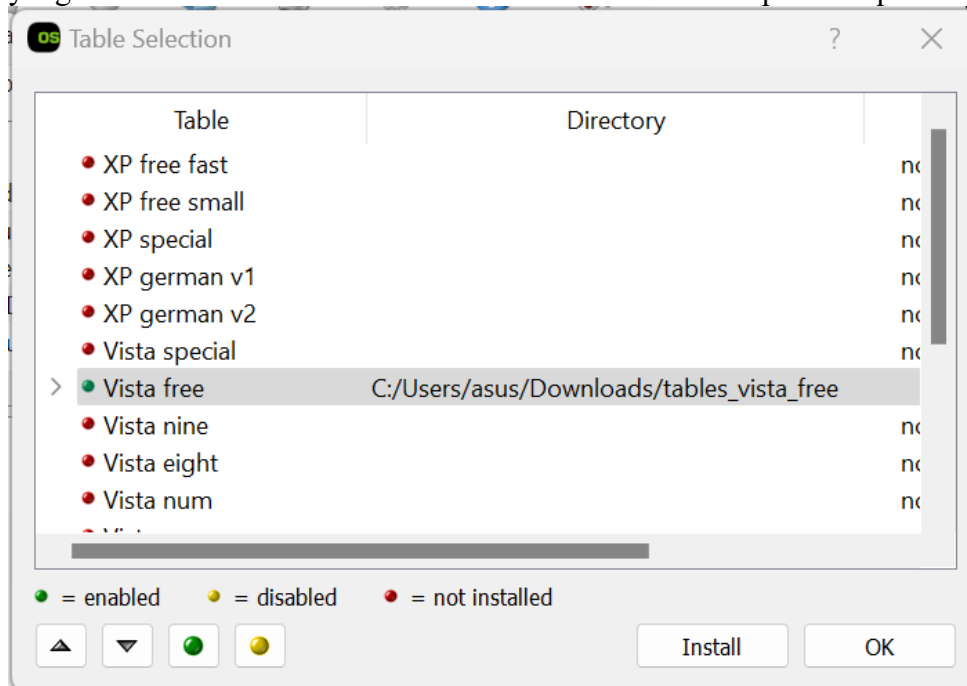 OS Table Selection ?
Table Directory
XP free fast
XP free small
XP special
XP german v1
XP german v2
Vista special
Vista free C:/Users/asus/Downloads/tables_vista_free
Vista nine
Vista eight
Vista num
= enabled = disabled = not installed
Install OK